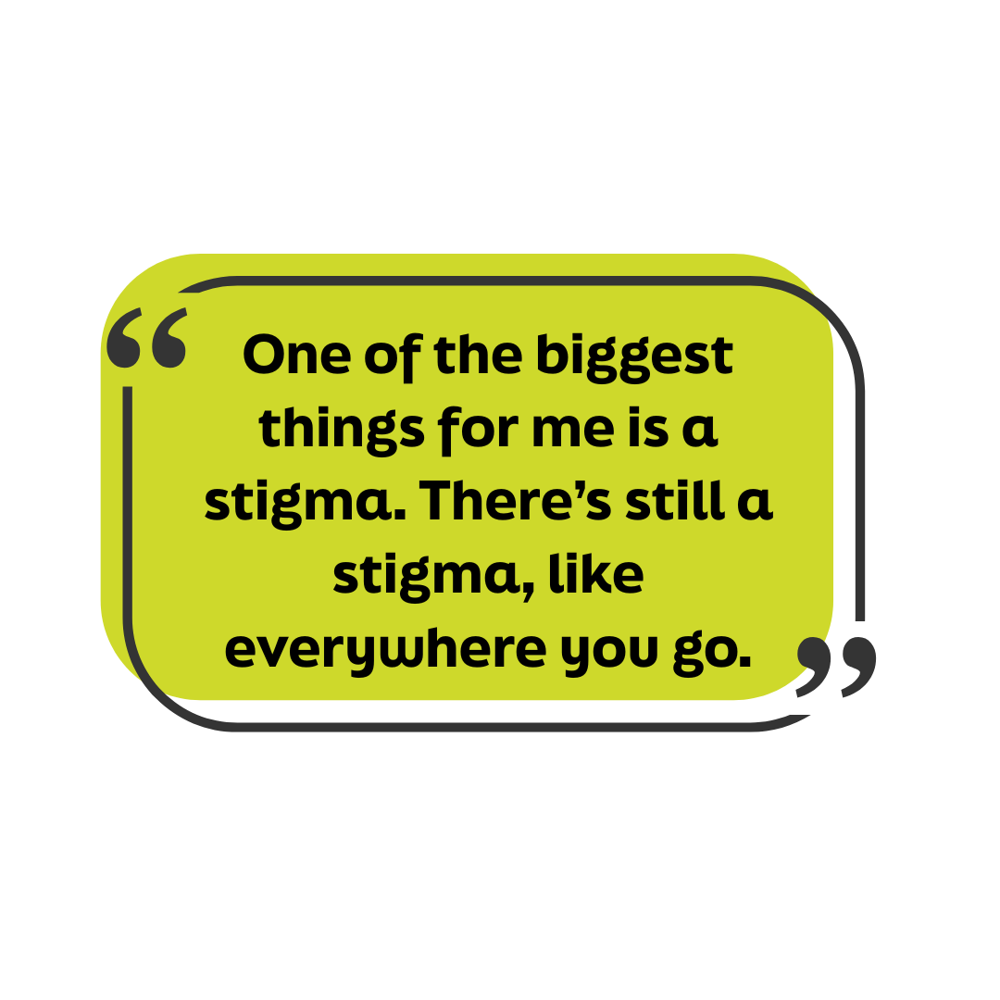 “
One of the biggest
things for me is a
stigma. There’s still a
stigma, like
everywhere you go.
”